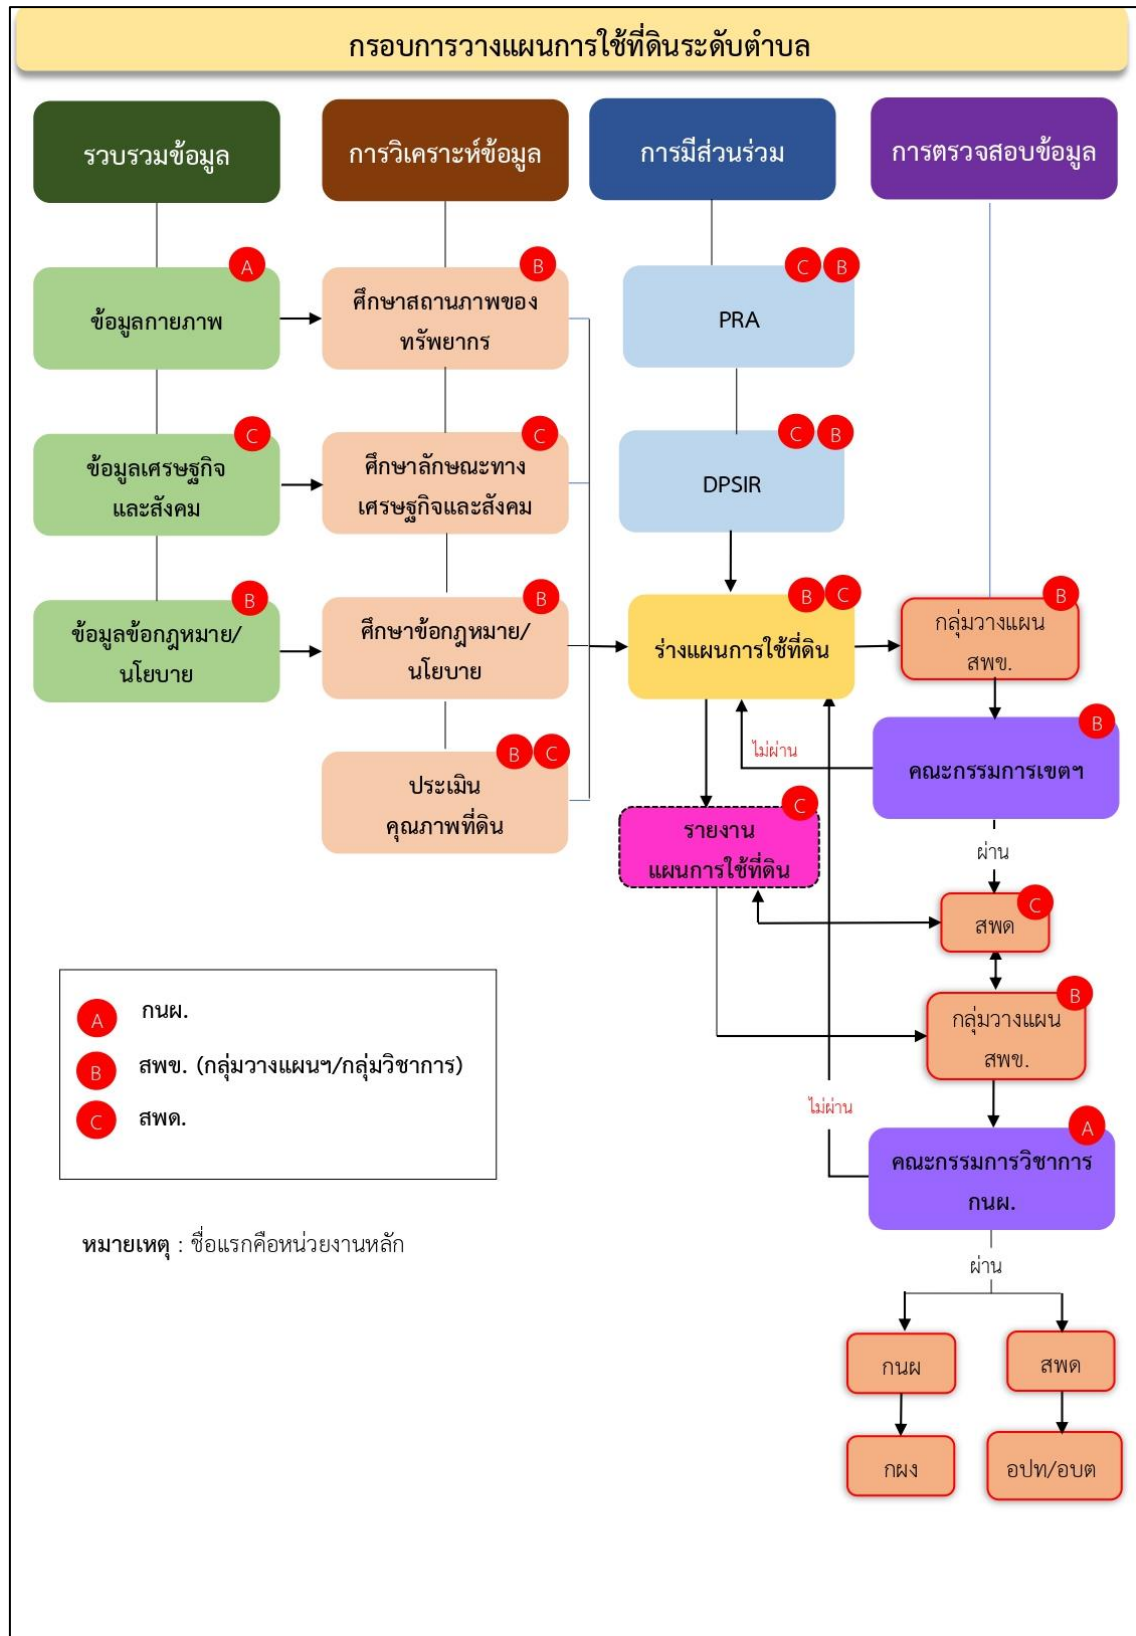 กรอบการวางแผนการใช้ที่ดินระดับตำบล
รวบรวมข้อมูล
การวิเคราะห์ข้อมูล
การมีส่วนร่วม
การตรวจสอบข้อมูล
A
ข้อมูลกายภาพ
B
ศึกษาสถานภาพของ
ทรัพยากร
C B
PRA
C
ข้อมูลเศรษฐกิจ
และสังคม
C
ศึกษาลักษณะทาง
เศรษฐกิจและสังคม
C B
DPSIR
B
ข้อมูลข้อกฎหมาย/
นโยบาย
B
ศึกษาข้อกฎหมาย/
นโยบาย
B C
ร่างแผนการใช้ที่ดิน
B
กลุ่มวางแผน
สพข.
B C
ประเมิน
คุณภาพที่ดิน
ไม่ผ่าน
B
คณะกรรมการเขตฯ
C
รายงาน
แผนการใช้ที่ดิน
ผ่าน
C
สพด
B
กลุ่มวางแผน
สพข.
ไม่ผ่าน
A
คณะกรรมการวิชาการ
กนผ.
ผ่าน
กนผ
สพด
กผง
อปท/อบต
A กนผ.
B สพข. (กลุ่มวางแผนฯ/กลุ่มวิชาการ)
C สพด.
หมายเหตุ : ชื่อแรกคือหน่วยงานหลัก